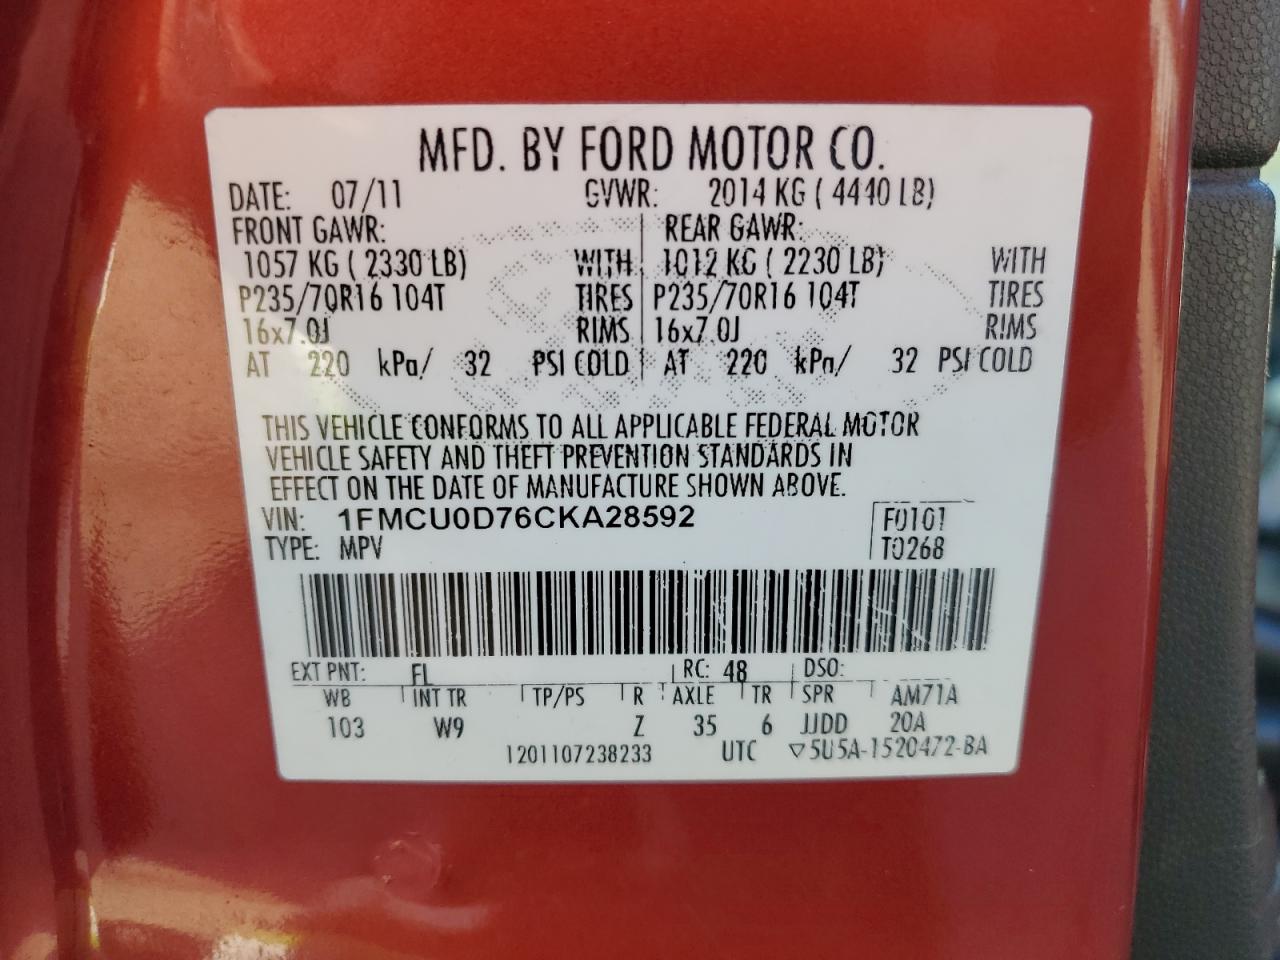 MFD. BY FORD MOTOR CO.
DATE: 07/11 GVWR: 2014 KG ( 4440 LB)
FRONT GAWR: REAR GAWR:
1057 KG ( 2330 LB) WITH 1012 KG ( 2230 LB) WITH
P235/70R16 104T TIRES P235/70R16 104T TIRES
16x7.0J RIMS 16x7.0J RIMS
AT 220 kPa/ 32 PSI COLD AT 220 kPa/ 32 PSI COLD
THIS VEHICLE CONFORMS TO ALL APPLICABLE FEDERAL MOTOR
VEHICLE SAFETY AND THEFT PREVENTION STANDARDS IN
EFFECT ON THE DATE OF MANUFACTURE SHOWN ABOVE.
VIN: 1FMCU0D76CKA28592 F0101
TYPE: MPV T0268
EXT PNT: FL RC: 48 DSO:
WB INT TR TP/PS R AXLE TR SPR AM71A
103 W9 Z 35 6 JJDD 20A
1201107238233 UTC ▽5U5A-1520472-BA